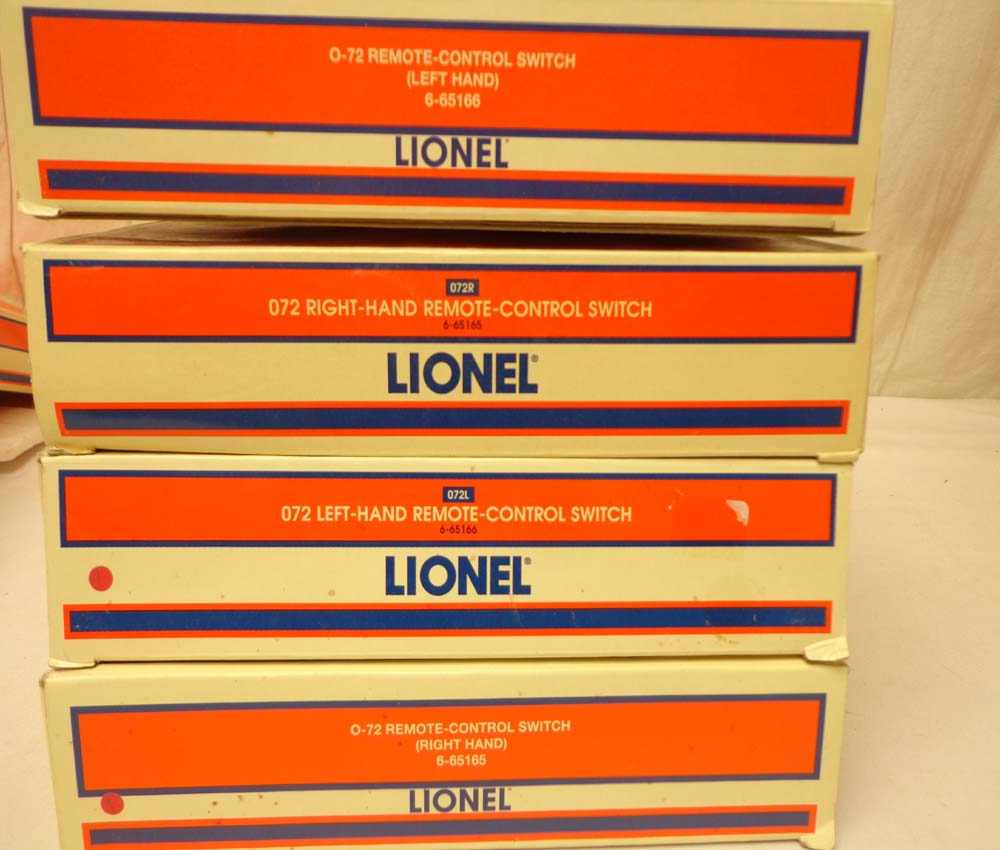 O-72 REMOTE-CONTROL SWITCH
(LEFT HAND)
6-65166
LIONEL
072R
072 RIGHT-HAND REMOTE-CONTROL SWITCH
6-65165
LIONEL®
072L
072 LEFT-HAND REMOTE-CONTROL SWITCH
6-65166
LIONEL®
O-72 REMOTE-CONTROL SWITCH
(RIGHT HAND)
6-65165
LIONEL